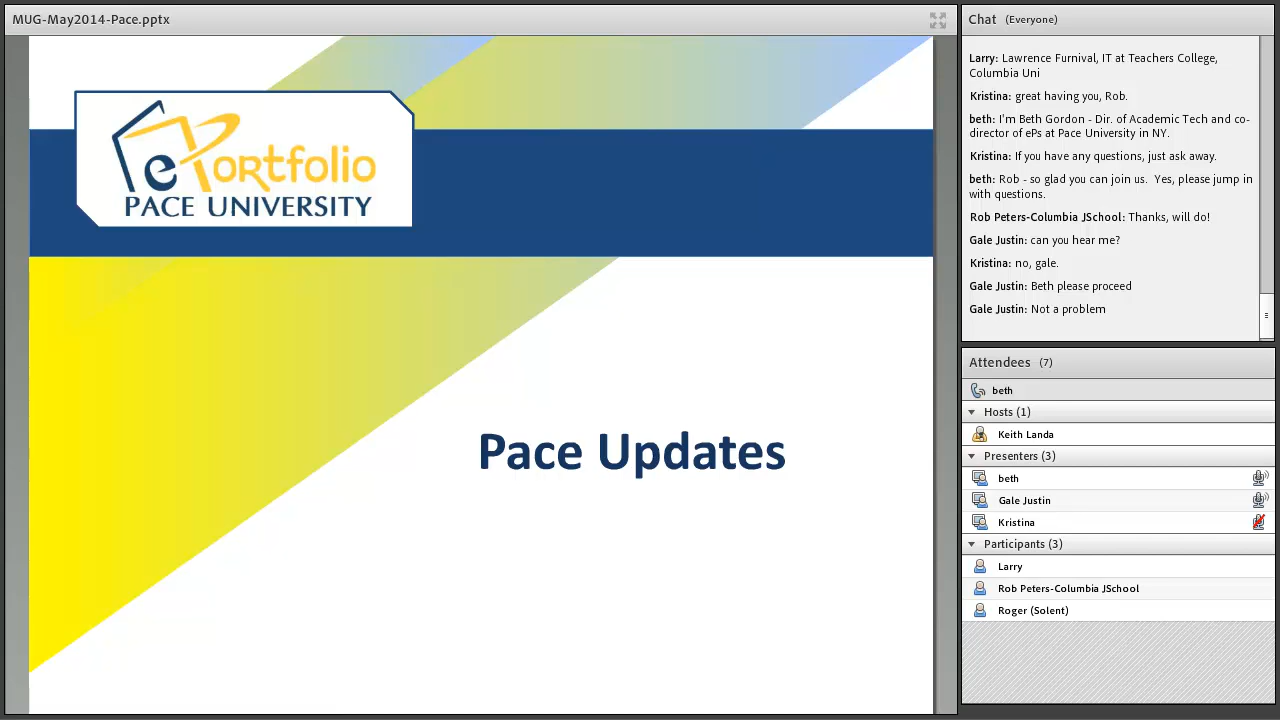 MUG-May2014-Pace.pptx
ePortfolio
PACE UNIVERSITY
Pace Updates
Chat (Everyone)
Larry: Lawrence Furnival, IT at Teachers College,
Columbia Uni
Kristina: great having you, Rob.
beth: I'm Beth Gordon - Dir. of Academic Tech and co-
director of ePs at Pace University in NY.
Kristina: If you have any questions, just ask away.
beth: Rob - so glad you can join us. Yes, please jump in
with questions.
Rob Peters-Columbia JSchool: Thanks, will do!
Gale Justin: can you hear me?
Kristina: no, gale.
Gale Justin: Beth please proceed
Gale Justin: Not a problem
Attendees (7)
beth
Hosts (1)
Keith Landa
Presenters (3)
beth
Gale Justin
Kristina
Participants (3)
Larry
Rob Peters-Columbia JSchool
Roger (Solent)